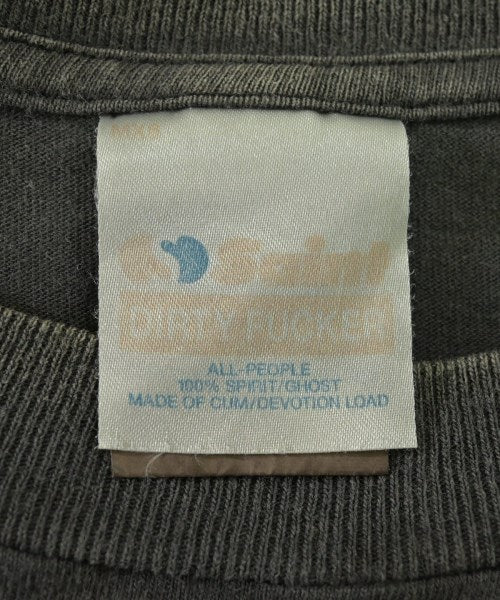 Saint
DIRTY FUCKER
ALL-PEOPLE
100% SPIRIT/GHOST
MADE OF CUM/DEVOTION LOAD